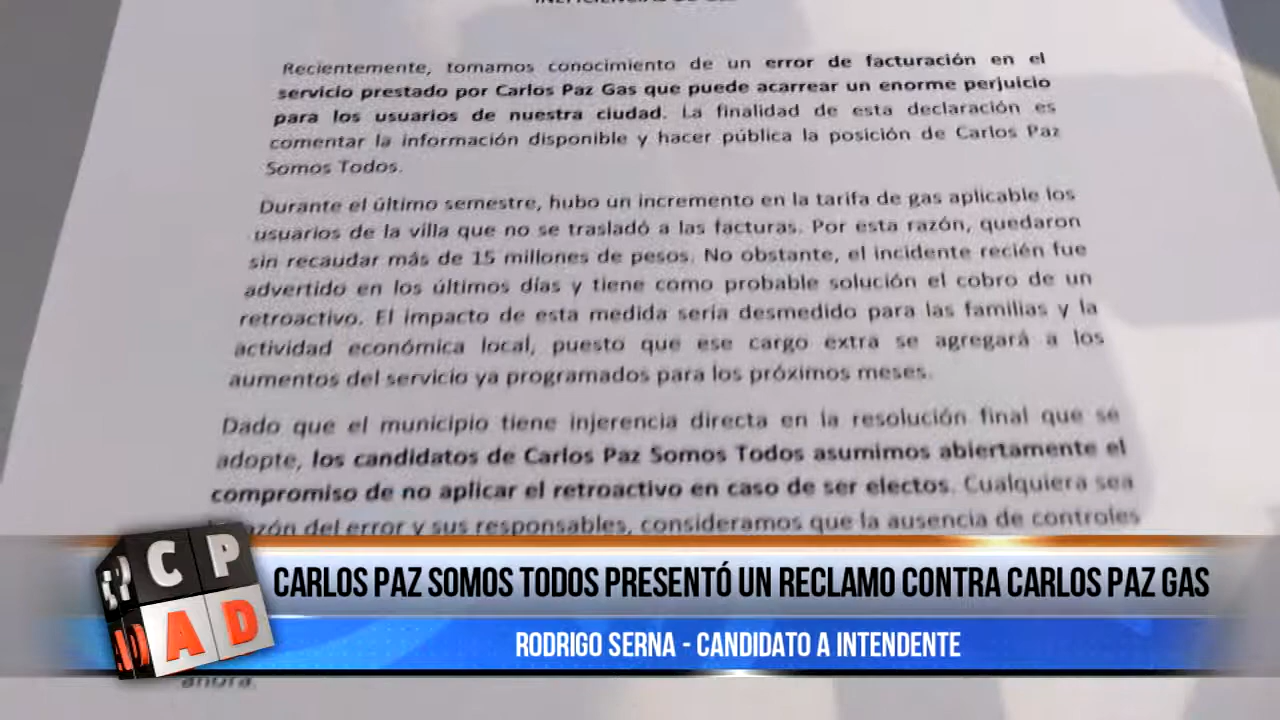 Recientemente, tomamos conocimiento de un error de facturación en el
servicio prestado por Carlos Paz Gas que puede acarrear un enorme perjuicio
para los usuarios de nuestra ciudad. La finalidad de esta declaración es
comentar la información disponible y hacer pública la posición de Carlos Paz
Somos Todos.
Durante el último semestre, hubo un incremento en la tarifa de gas aplicable los
usuarios de la villa que no se trasladó a las facturas. Por esta razón, quedaron
sin recaudar más de 15 millones de pesos. No obstante, el incidente recién fue
advertido en los últimos días y tiene como probable solución el cobro de un
retroactivo. El impacto de esta medida sería desmedido para las familias y la
actividad económica local, puesto que ese cargo extra se agregará a los
aumentos del servicio ya programados para los próximos meses.
Dado que el municipio tiene injerencia directa en la resolución final que se
adopte, los candidatos de Carlos Paz Somos Todos asumimos abiertamente el
compromiso de no aplicar el retroactivo en caso de ser electos. Cualquiera sea
del error y sus responsables, consideramos que la ausencia de controles
CP
AD
CARLOS PAZ SOMOS TODOS PRESENTÓ UN RECLAMO CONTRA CARLOS PAZ GAS
RODRIGO SERNA - CANDIDATO A INTENDENTE
ahora.